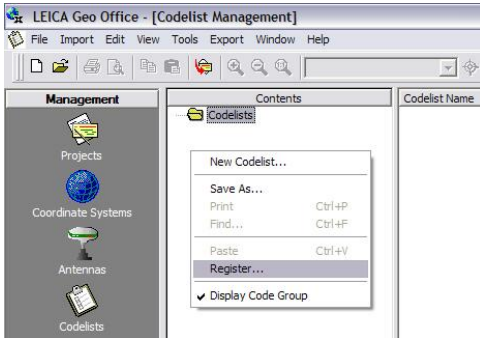 LEICA Geo Office - [Codelist Management]
File Import Edit View Tools Export Window Help
Management
Contents
Codelist Name
Codelists
Projects
Coordinate Systems
Antennas
Codelists
New Codelist...
Save As...
Print Ctrl+P
Find... Ctrl+F
Paste Ctrl+V
Register...
Display Code Group